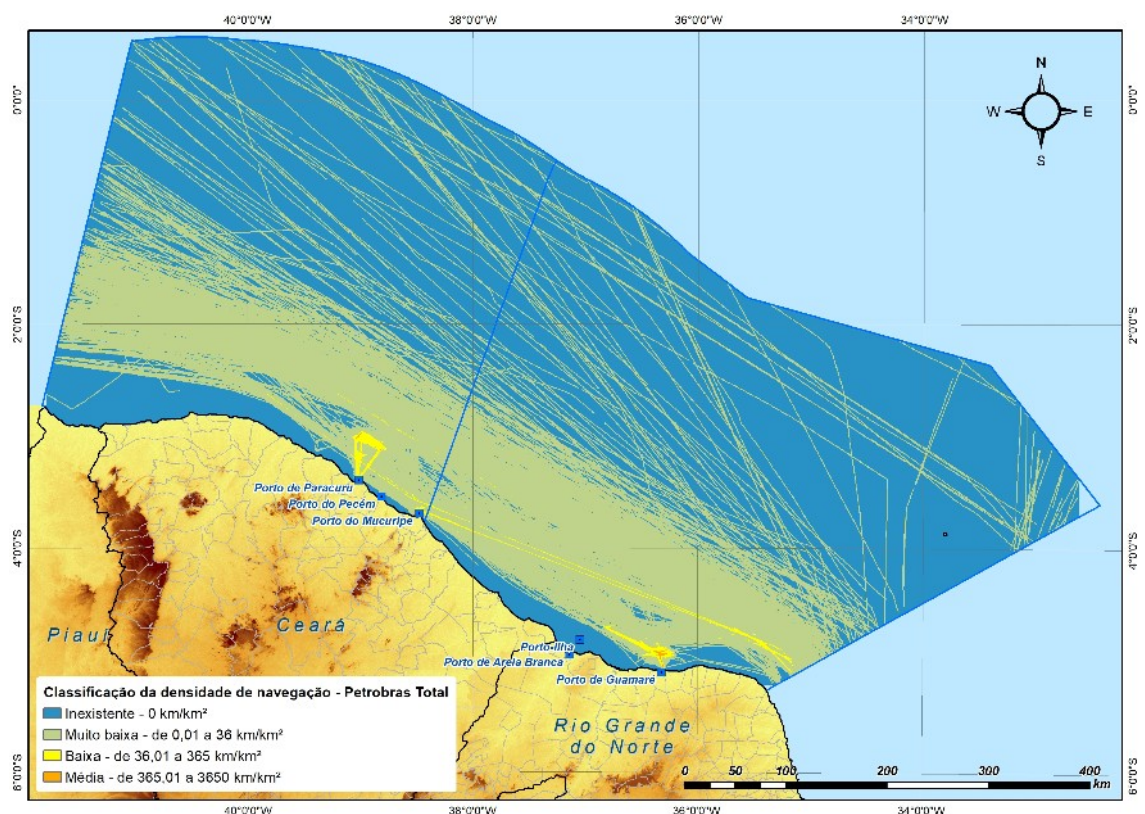 40°0'0"W 38°0'0"W 36°0'0"W 34°0'0"W
N
W E
S
0°0'0" 0°0'0"
2°0'0"S 2°0'0"S
Porto de Paracuru
Porto do Pecém
Porto do Mucuripe
4°0'0"S 4°0'0"S
Piauí
Ceará
Porto-Ilha
Porto de Areia Branca
Porto de Guamaré
Rio Grande
do Norte
Classificação da densidade de navegação - Petrobras Total
Inexistente - 0 km/km²
Muito baixa - de 0,01 a 36 km/km²
Baixa - de 36,01 a 365 km/km²
Média - de 365,01 a 3650 km/km²
0 50 100 200 300 400
km
6°0'0"S 6°0'0"S
40°0'0"W 38°0'0"W 36°0'0"W 34°0'0"W